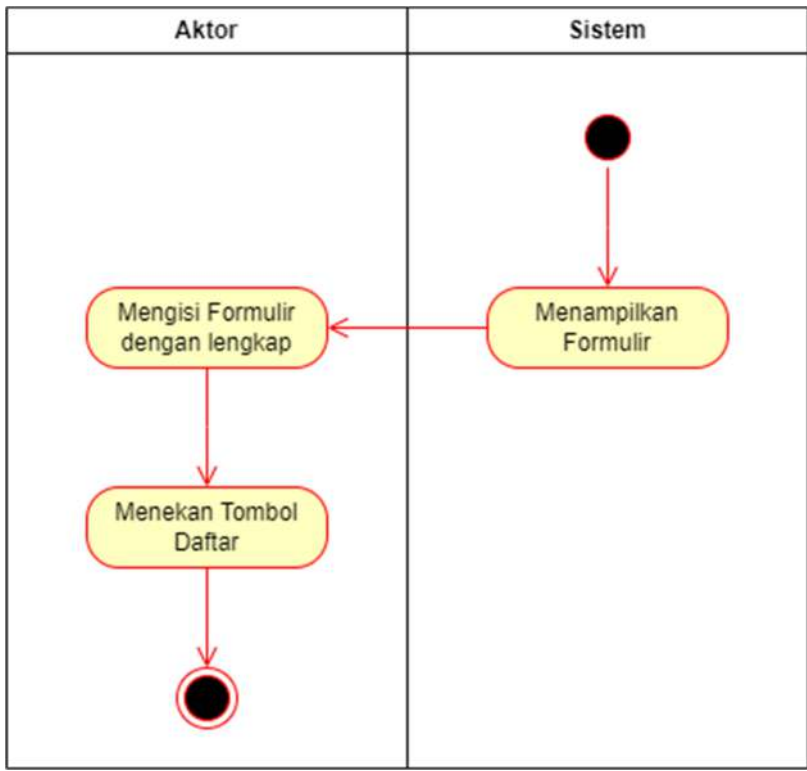 Aktor
Sistem
Menampilkan
Formulir
Mengisi Formulir
dengan lengkap
Menekan Tombol
Daftar